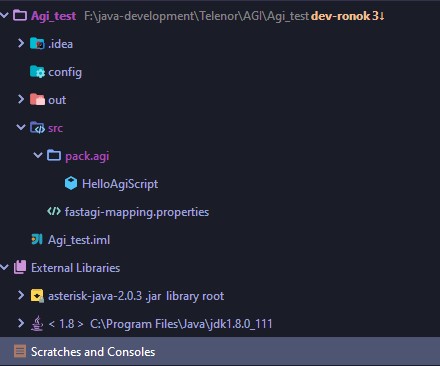 Agi_test F:\java-development\Telenor\AGI\Agi_test dev-ronok 3↓
.idea
config
out
src
pack.agi
HelloAgiScript
fastagi-mapping.properties
Agi_test.iml
External Libraries
asterisk-java-2.0.3 .jar library root
< 1.8 > C:\Program Files\Java\jdk1.8.0_111
Scratches and Consoles